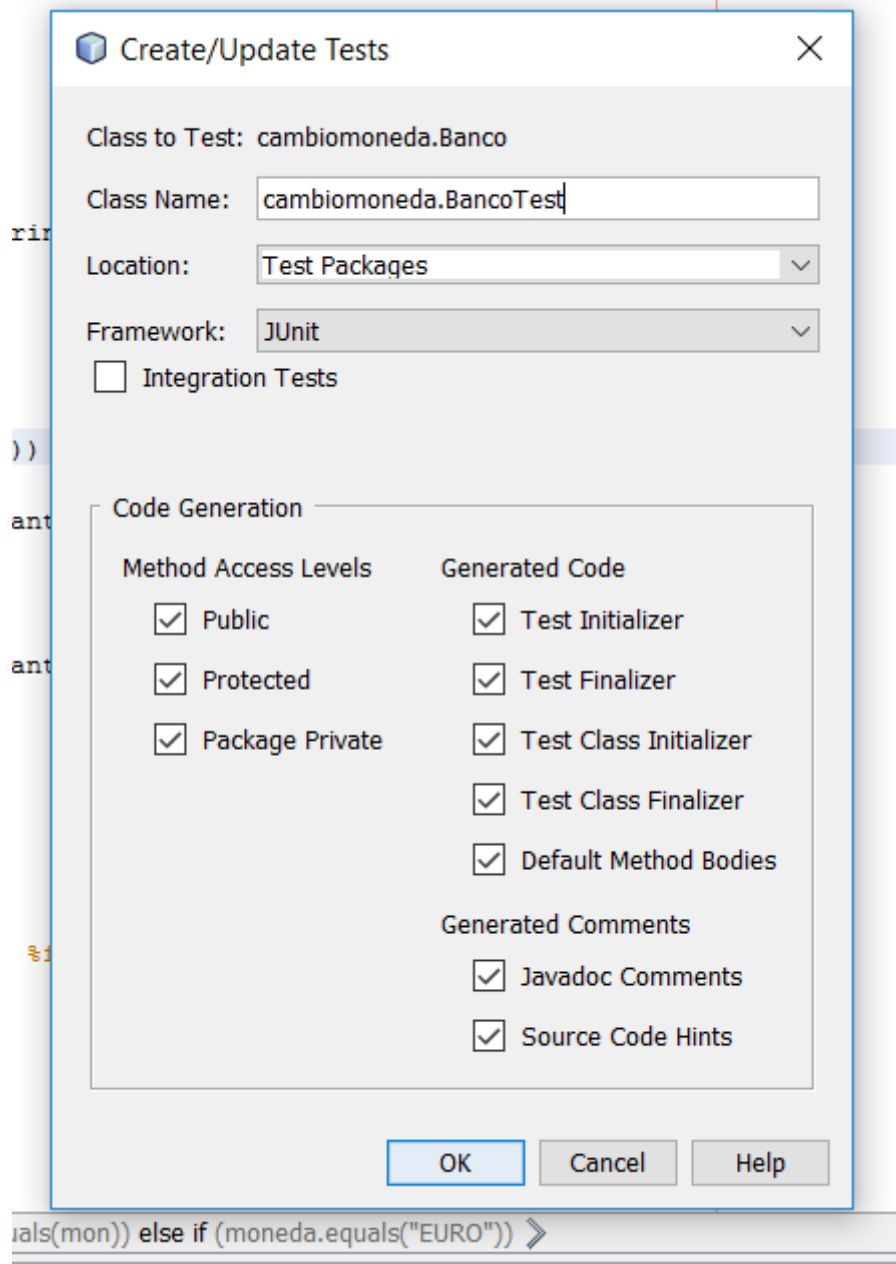 Create/Update Tests
Class to Test: cambiomoneda.Banco
Class Name: cambiomoneda.BancoTest
Location: Test Packages
Framework: JUnit
Integration Tests
))
Code Generation
ant
Method Access Levels
Generated Code
Public
Test Initializer
ant
Protected
Test Finalizer
Package Private
Test Class Initializer
Test Class Finalizer
Default Method Bodies
Generated Comments
Javadoc Comments
Source Code Hints
OK
Cancel
Help
uals(mon)) else if (moneda.equals("EURO"))